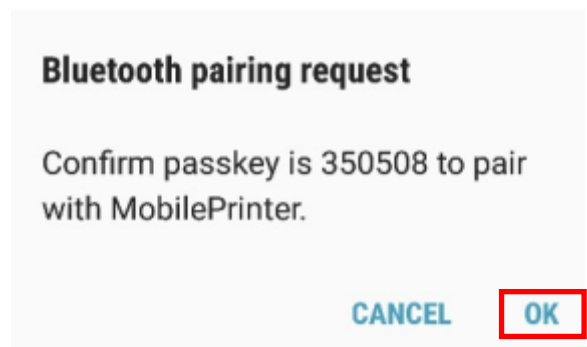 Bluetooth pairing request
Confirm passkey is 350508 to pair
with MobilePrinter.
CANCEL OK